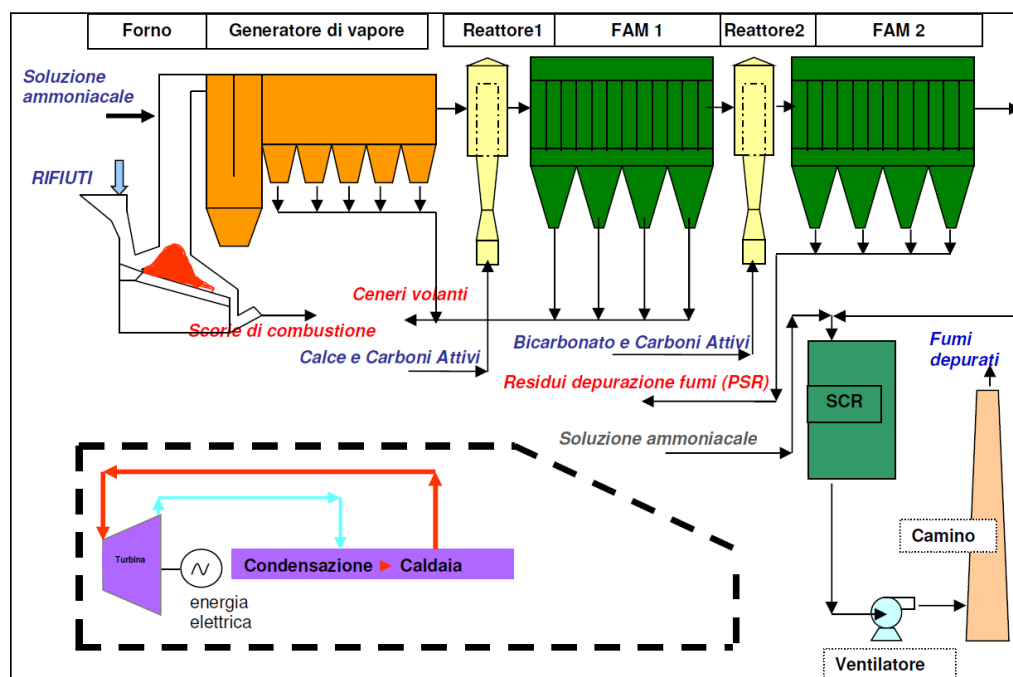 Forno
Generatore di vapore
Reattore1
FAM 1
Reattore2
FAM 2
Soluzione
ammoniacale
RIFIUTI
Ceneri volanti
Scorie di combustione
Calce e Carboni Attivi
Bicarbonato e Carboni Attivi
Residui depurazione fumi (PSR)
Soluzione ammoniacale
Fumi
depurati
SCR
Camino
Turbina
Condensazione
Caldaia
energia
elettrica
Ventilatore